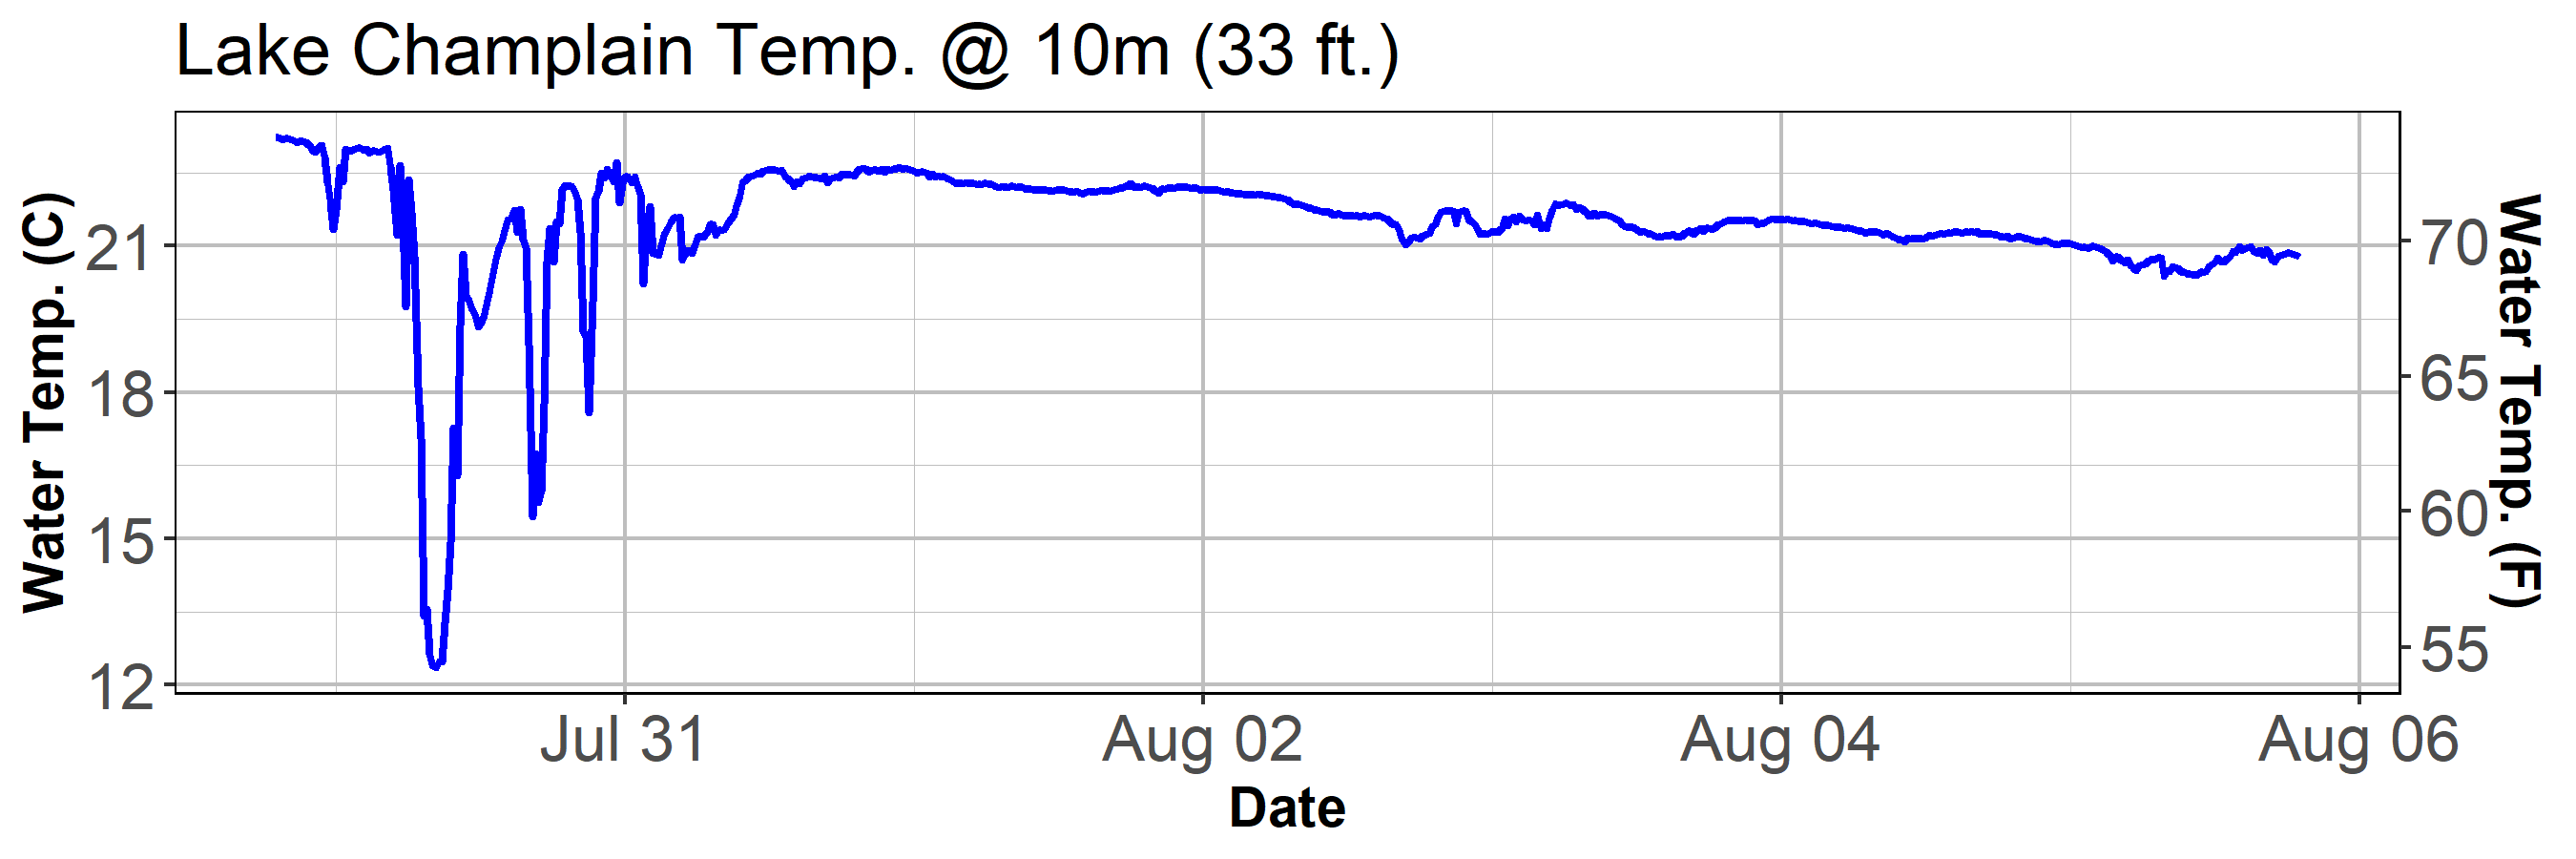 Lake Champlain Temp. @ 10m (33 ft.)
Water Temp. (C)
21
18
15
12
70
65
60
55
Water Temp. (F)
Jul 31
Aug 02
Aug 04
Aug 06
Date